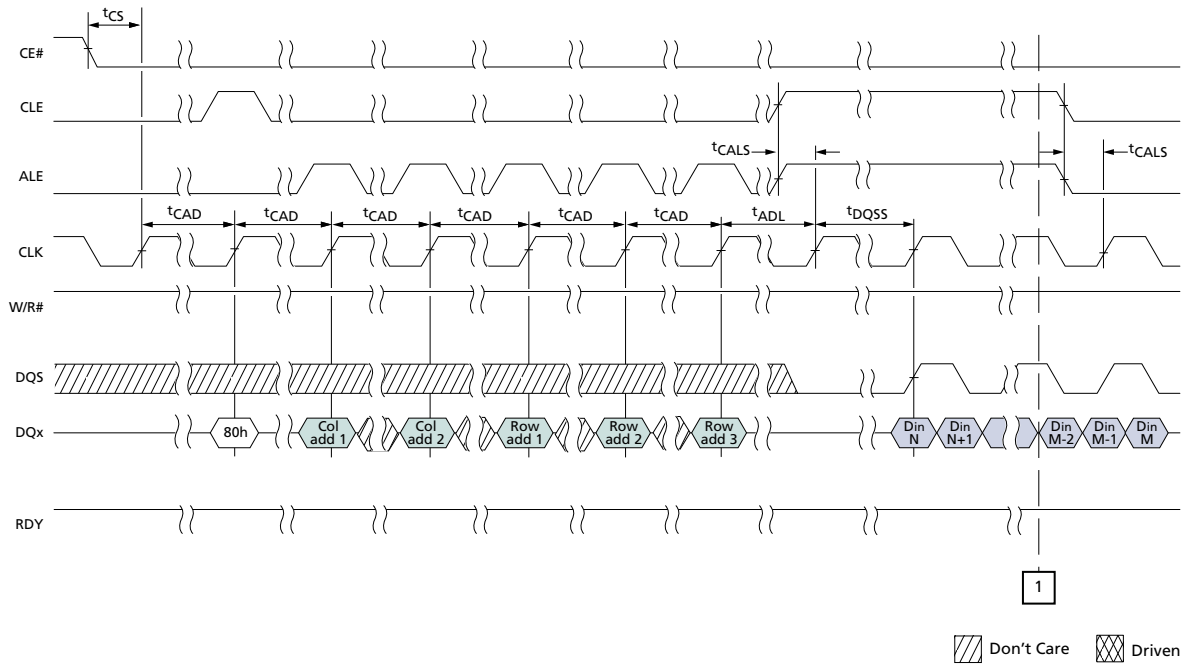 tCS
CE#
CLE
tCALS
tCALS
ALE
tCAD
tCAD
tCAD
tCAD
tCAD
tCAD
tADL
tDQSS
CLK
W/R#
DQS
DQx
80h
Col add 1
Col add 2
Row add 1
Row add 2
Row add 3
Din N
Din N+1
Din M-2
Din M-1
Din M
RDY
1
Don't Care
Driven